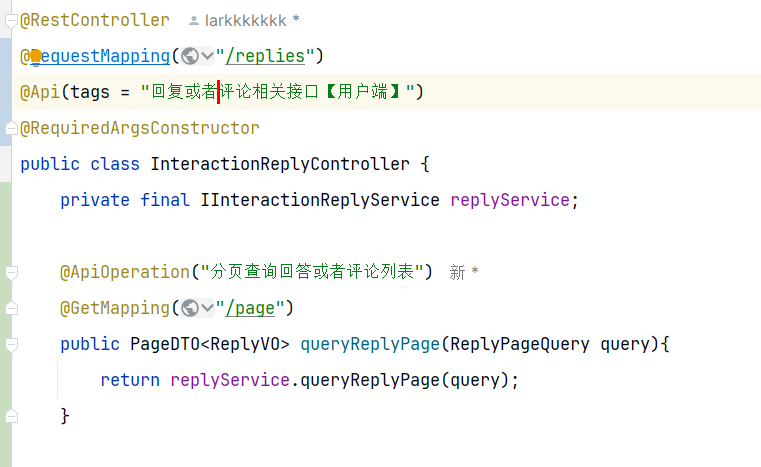 @RestController larkkkkkkk *
@RequestMapping("/replies")
@Api(tags = "回复或者评论相关接口【用户端】")
@RequiredArgsConstructor
public class InteractionReplyController {
private final IInteractionReplyService replyService;
@ApiOperation("分页查询回答或者评论列表") 新 *
@GetMapping("/page")
public PageDTO<ReplyVO> queryReplyPage(ReplyPageQuery query){
return replyService.queryReplyPage(query);
}